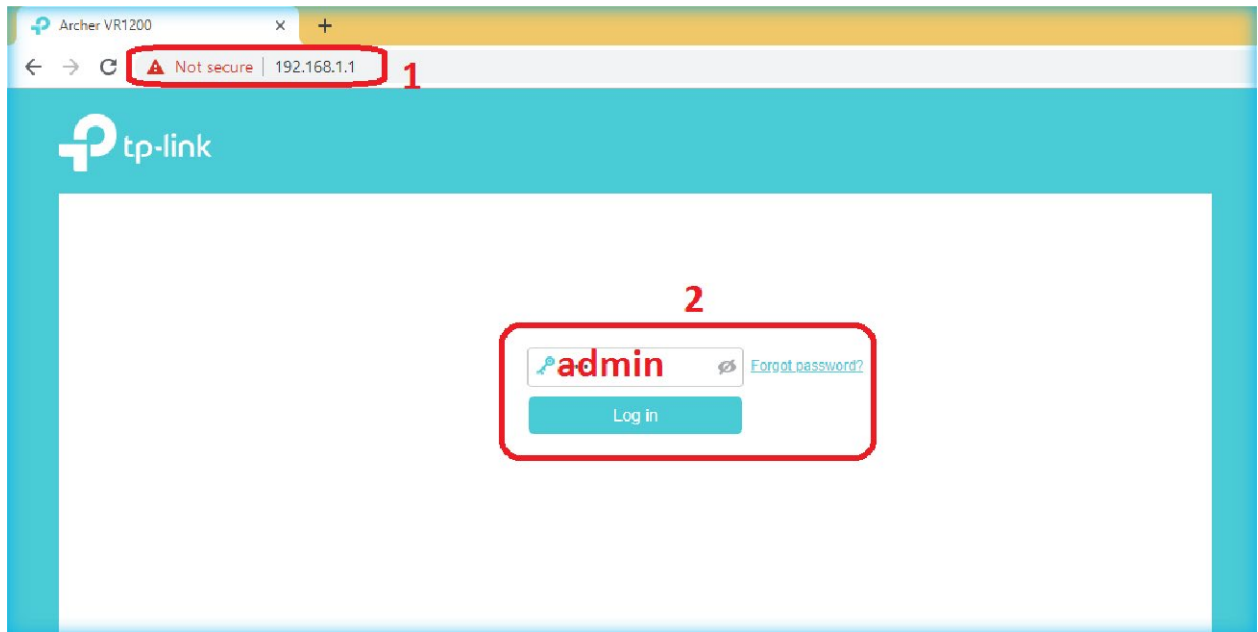 Archer VR1200
Not secure | 192.168.1.1
1
tp-link
2
admin
Forgot password?
Log in